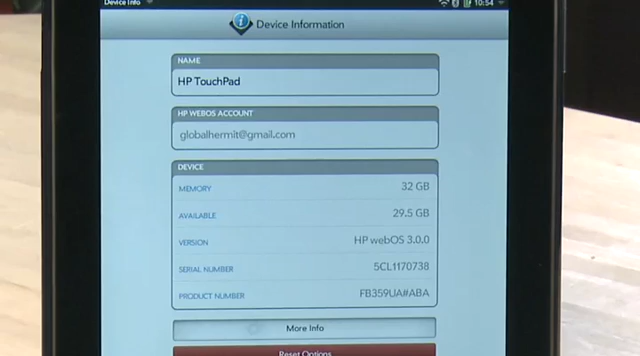 Device Info 10:54
Device Information
NAME
HP TouchPad
HP WEBOS ACCOUNT
globalhermit@gmail.com
DEVICE
MEMORY 32 GB
AVAILABLE 29.5 GB
VERSION HP webOS 3.0.0
SERIAL NUMBER 5CL1170738
PRODUCT NUMBER FB359UA#ABA
More Info
Reset Options